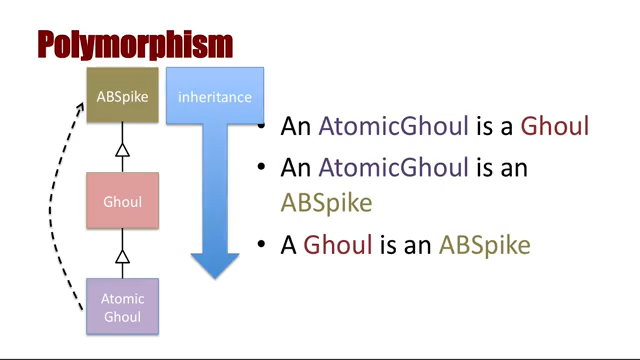 Polymorphism
ABSpike
inheritance
Ghoul
Atomic
Ghoul
• An AtomicGhoul is a Ghoul
• An AtomicGhoul is an
ABSpike
• A Ghoul is an ABSpike